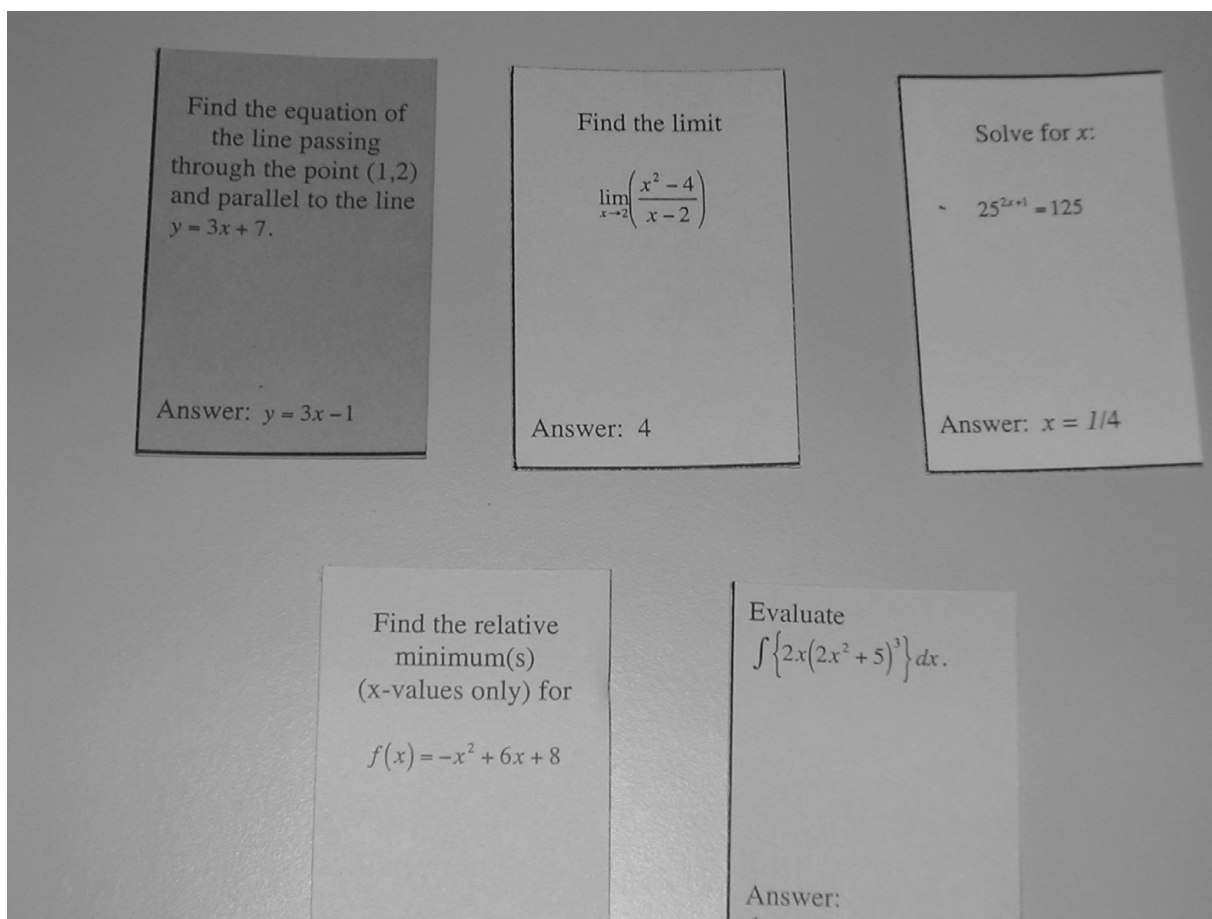 Find the equation of
the line passing
through the point (1,2)
and parallel to the line
y = 3x + 7.
Answer: y = 3x − 1
Find the limit
lim x→2 ( x² − 4 / x − 2 )
Answer: 4
Solve for x:
25²ˣ⁺¹ = 125
Answer: x = 1/4
Find the relative
minimum(s)
(x-values only) for
f(x) = −x² + 6x + 8
Evaluate
∫{2x(2x² + 5)³} dx.
Answer: